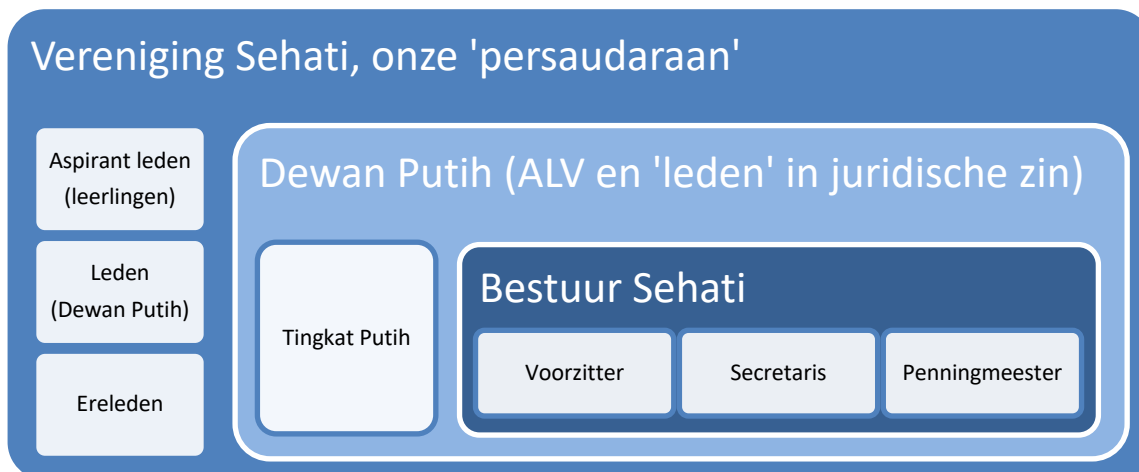 Vereniging Sehati, onze 'persaudaraan'
Aspirant leden
(leerlingen)
Leden
(Dewan Putih)
Ereleden
Dewan Putih (ALV en 'leden' in juridische zin)
Tingkat Putih
Bestuur Sehati
Voorzitter
Secretaris
Penningmeester